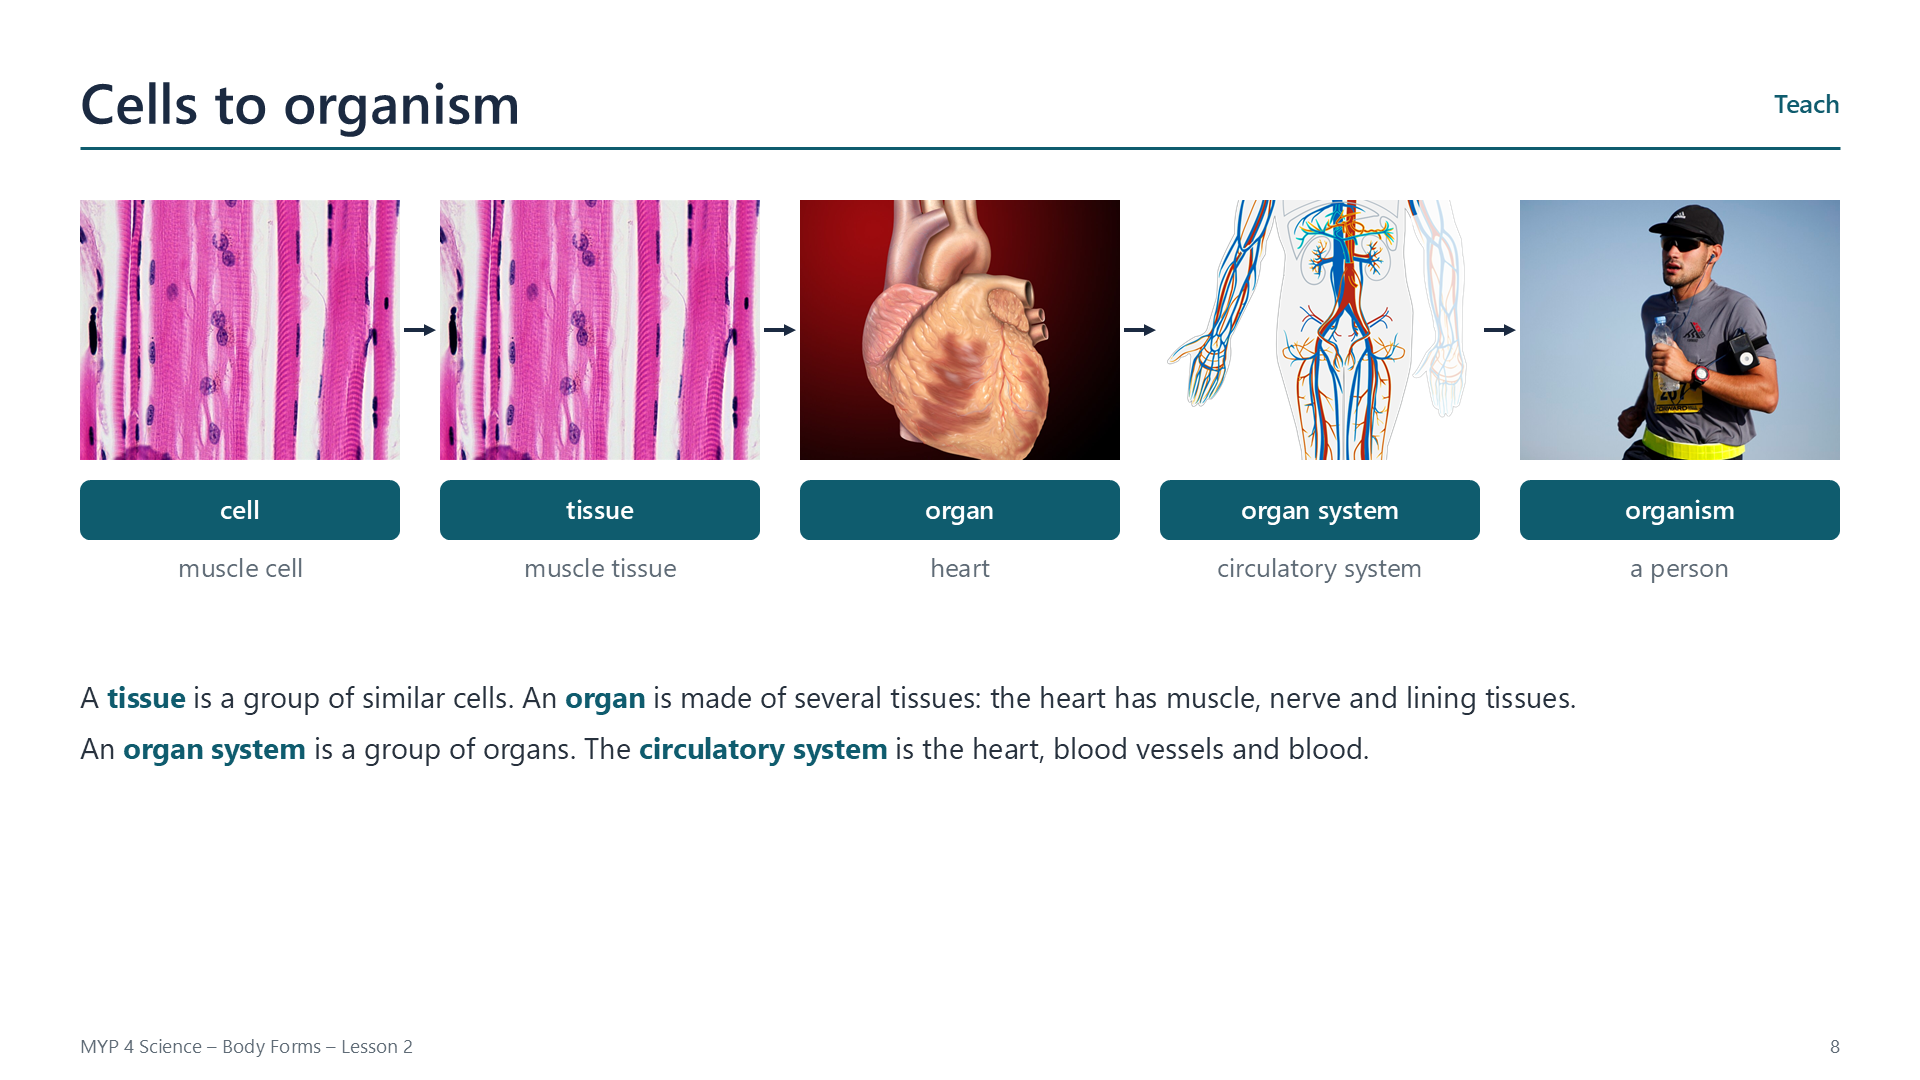 Cells to organism
Teach
cell
tissue
organ
organ system
organism
muscle cell
muscle tissue
heart
circulatory system
a person
A tissue is a group of similar cells. An organ is made of several tissues: the heart has muscle, nerve and lining tissues.
An organ system is a group of organs. The circulatory system is the heart, blood vessels and blood.
MYP 4 Science – Body Forms – Lesson 2
8